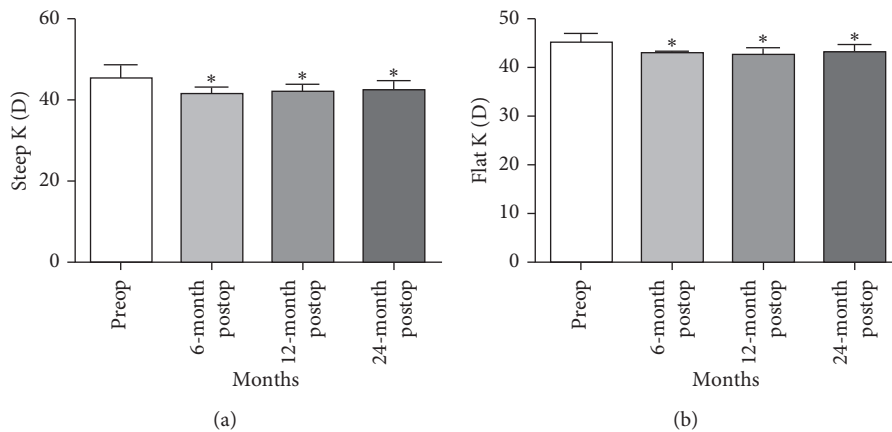 60
40
20
0
Steep K (D)
*
*
*
Preop
6-month
postop
12-month
postop
24-month
postop
Months
(a)
50
40
30
20
10
0
Flat K (D)
*
*
*
Preop
6-month
postop
12-month
postop
24-month
postop
Months
(b)